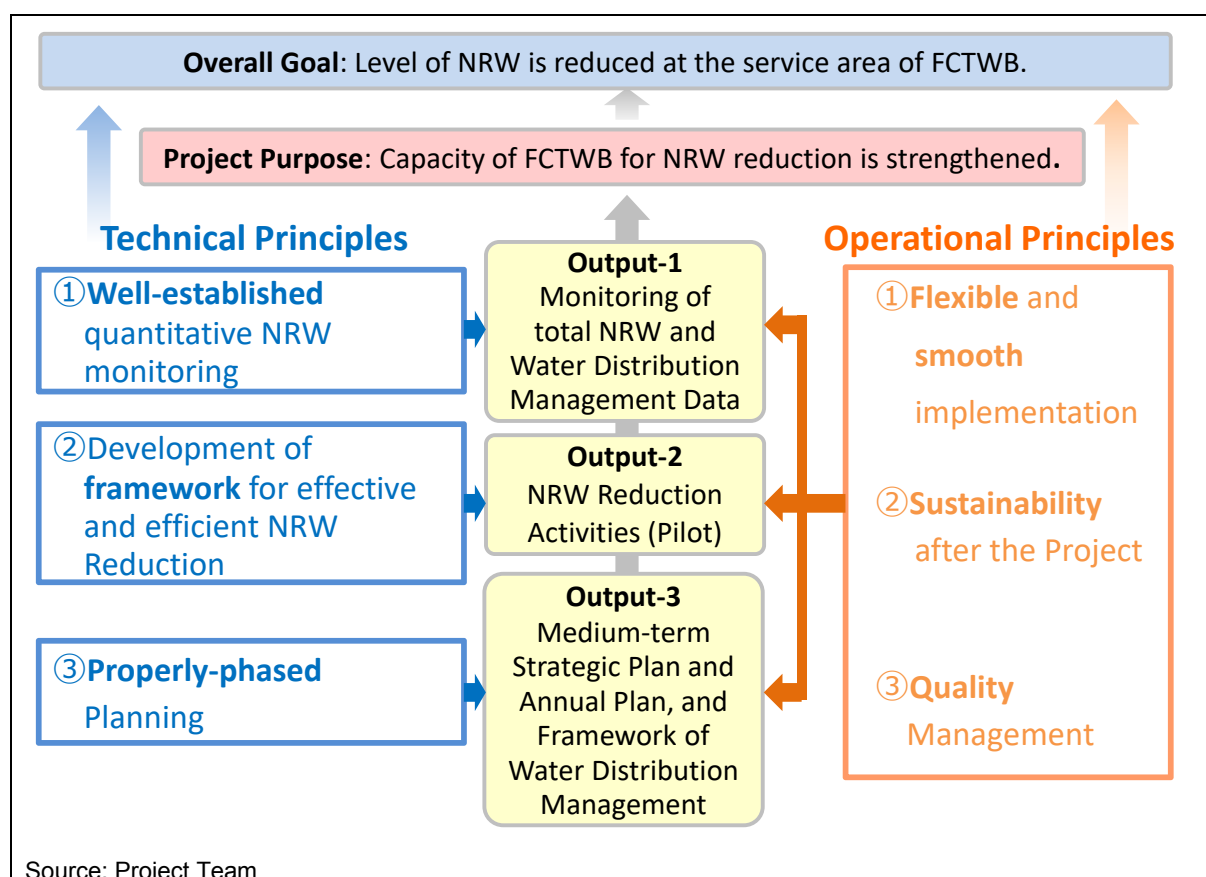 Overall Goal: Level of NRW is reduced at the service area of FCTWB.
Project Purpose: Capacity of FCTWB for NRW reduction is strengthened.
Technical Principles
①Well-established
quantitative NRW
monitoring
②Development of
framework for effective
and efficient NRW
Reduction
③Properly-phased
Planning
Output-1
Monitoring of
total NRW and
Water Distribution
Management Data
Output-2
NRW Reduction
Activities (Pilot)
Output-3
Medium-term
Strategic Plan and
Annual Plan, and
Framework of
Water Distribution
Management
Operational Principles
①Flexible and
smooth
implementation
②Sustainability
after the Project
③Quality
Management
Source: Project Team